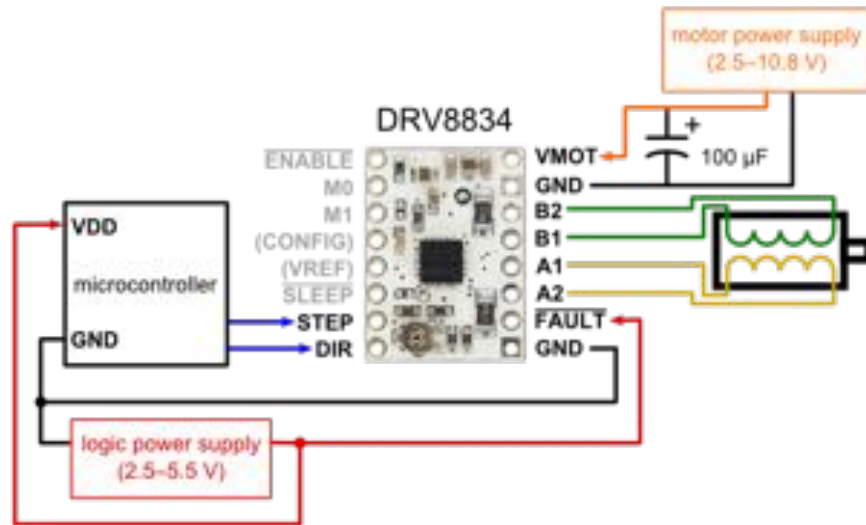 motor power supply
(2.5–10.8 V)
DRV8834
+
100 µF
ENABLE
M0
M1
(CONFIG)
(VREF)
SLEEP
STEP
DIR
VMOT
GND
B2
B1
A1
A2
FAULT
GND
VDD
microcontroller
GND
logic power supply
(2.5–5.5 V)